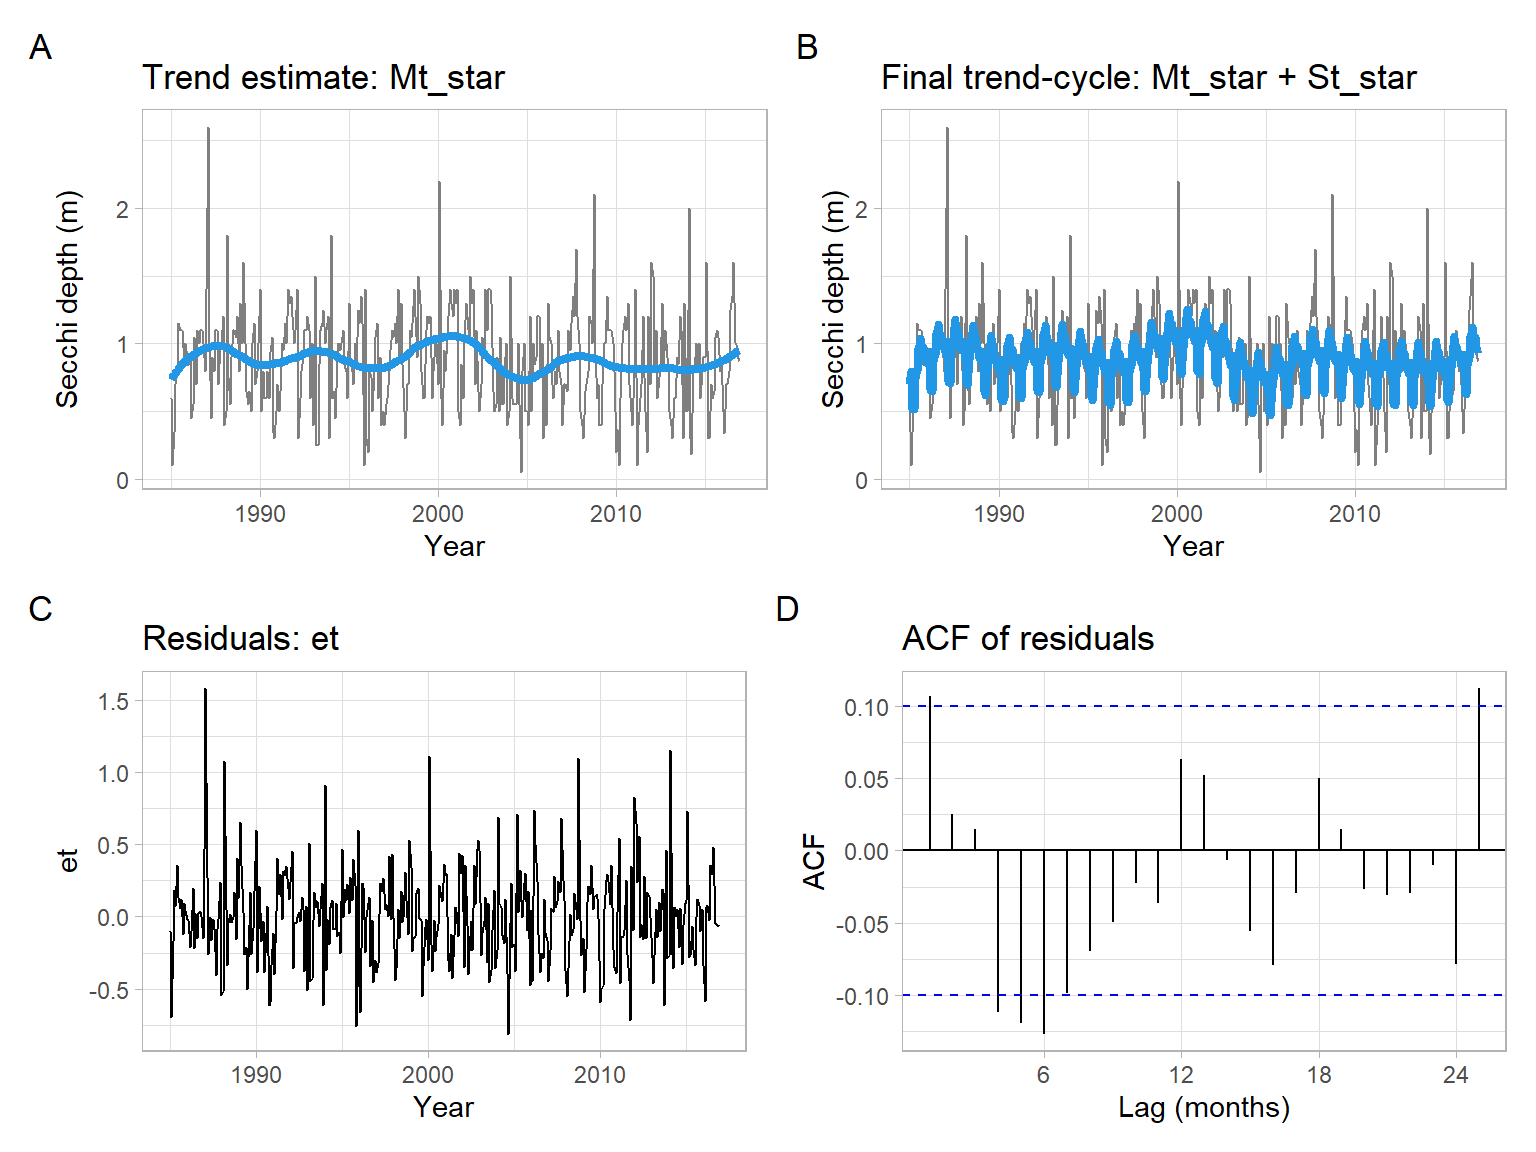 A
Trend estimate: Mt_star
Secchi depth (m)
2
1
0
1990 2000 2010
Year
B
Final trend-cycle: Mt_star + St_star
Secchi depth (m)
2
1
0
1990 2000 2010
Year
C
Residuals: et
et
1.5
1.0
0.5
0.0
-0.5
1990 2000 2010
Year
D
ACF of residuals
ACF
0.10
0.05
0.00
-0.05
-0.10
6 12 18 24
Lag (months)